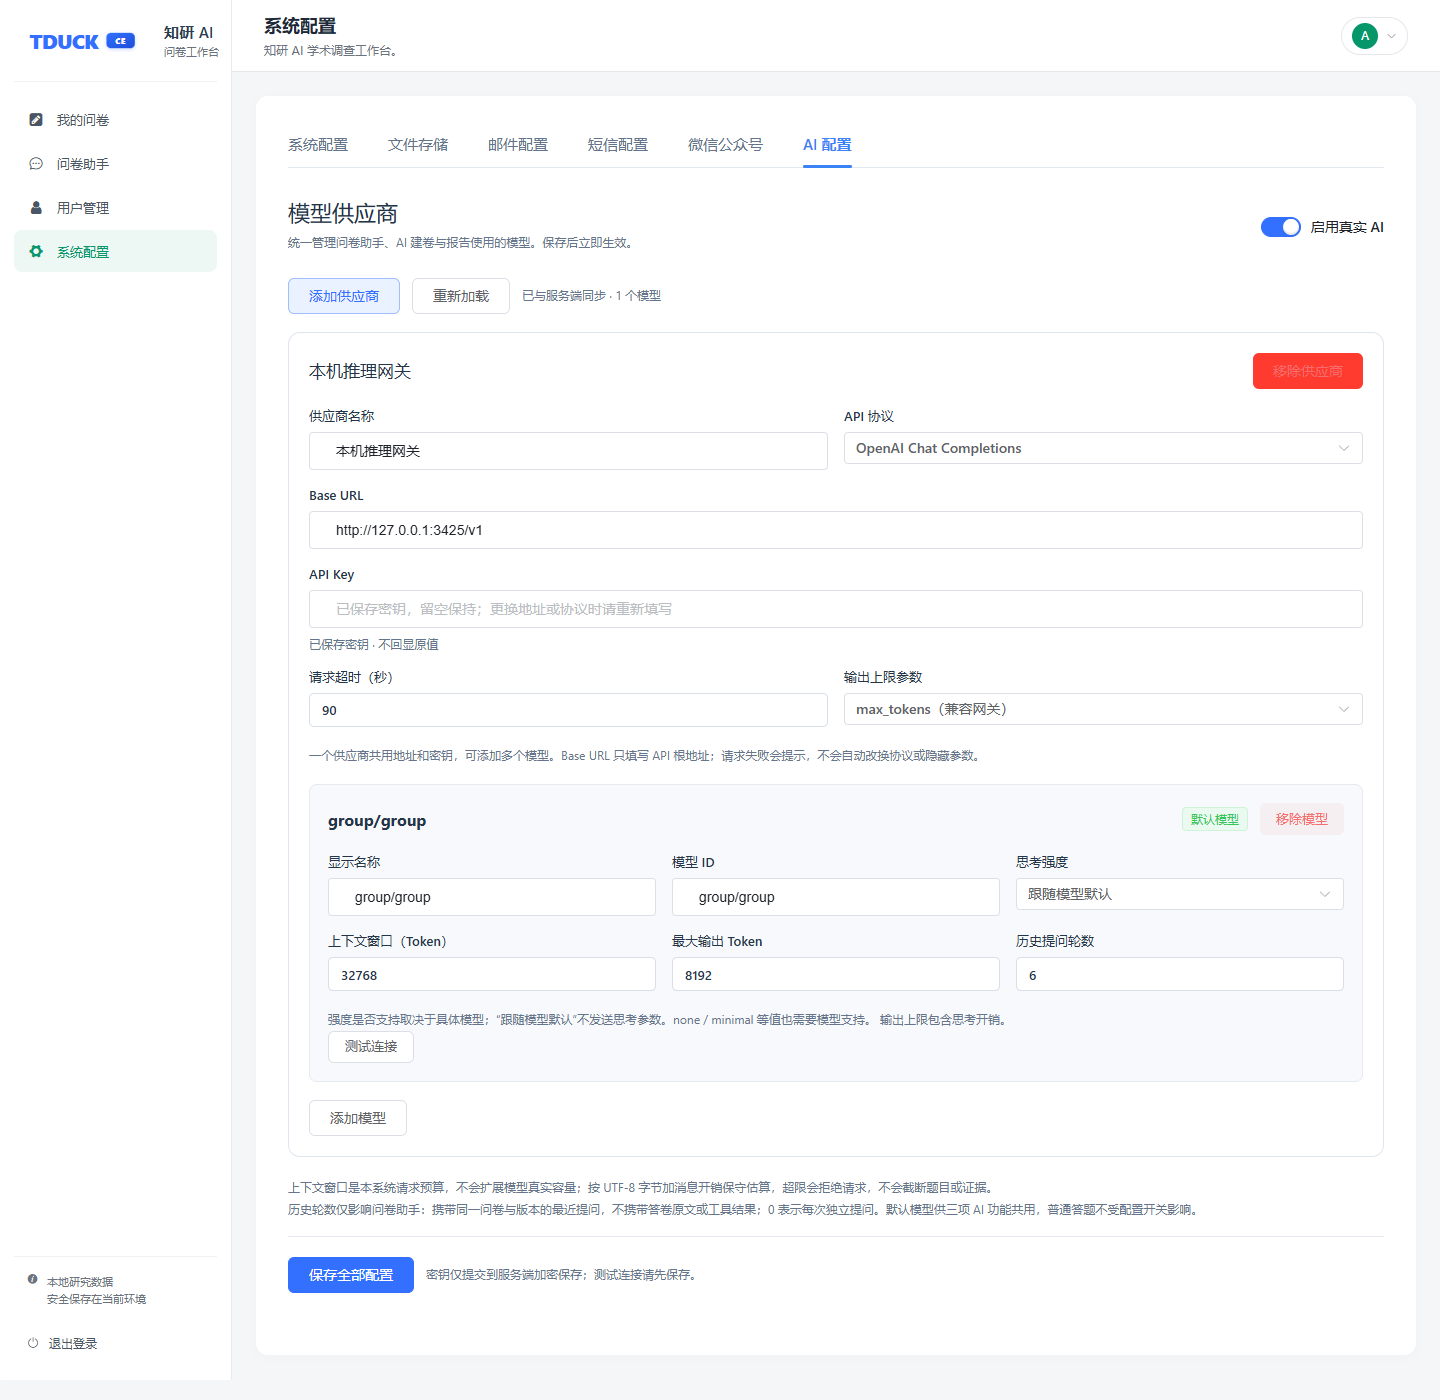 TDUCK CE
知研 AI
问卷工作台
我的问卷
问卷助手
用户管理
系统配置
本地研究数据
安全保存在当前环境
退出登录
系统配置
知研 AI 学术调查工作台。
A
系统配置 文件存储 邮件配置 短信配置 微信公众号 AI 配置
模型供应商
统一管理问卷助手、AI 建卷与报告使用的模型。保存后立即生效。
启用真实 AI
添加供应商 重新加载 已与服务端同步 · 1 个模型
本机推理网关 移除供应商
供应商名称 API 协议
本机推理网关 OpenAI Chat Completions
Base URL
http://127.0.0.1:3425/v1
API Key
已保存密钥，留空保持；更换地址或协议时请重新填写
已保存密钥 · 不回显原值
请求超时（秒） 输出上限参数
90 max_tokens（兼容网关）
一个供应商共用地址和密钥，可添加多个模型。Base URL 只填写 API 根地址；请求失败会提示，不会自动改换协议或隐藏参数。
group/group 默认模型 移除模型
显示名称 模型 ID 思考强度
group/group group/group 跟随模型默认
上下文窗口（Token） 最大输出 Token 历史提问轮数
32768 8192 6
强度是否支持取决于具体模型；“跟随模型默认”不发送思考参数。none / minimal 等值也需要模型支持。 输出上限包含思考开销。
测试连接
添加模型
上下文窗口是本系统请求预算，不会扩展模型真实容量；按 UTF-8 字节加消息开销保守估算，超限会拒绝请求，不会截断题目或证据。
历史轮数仅影响问卷助手：携带同一问卷与版本的最近提问，不携带答卷原文或工具结果；0 表示每次独立提问。默认模型供三项 AI 功能共用，普通答题不受配置开关影响。
保存全部配置 密钥仅提交到服务端加密保存；测试连接请先保存。